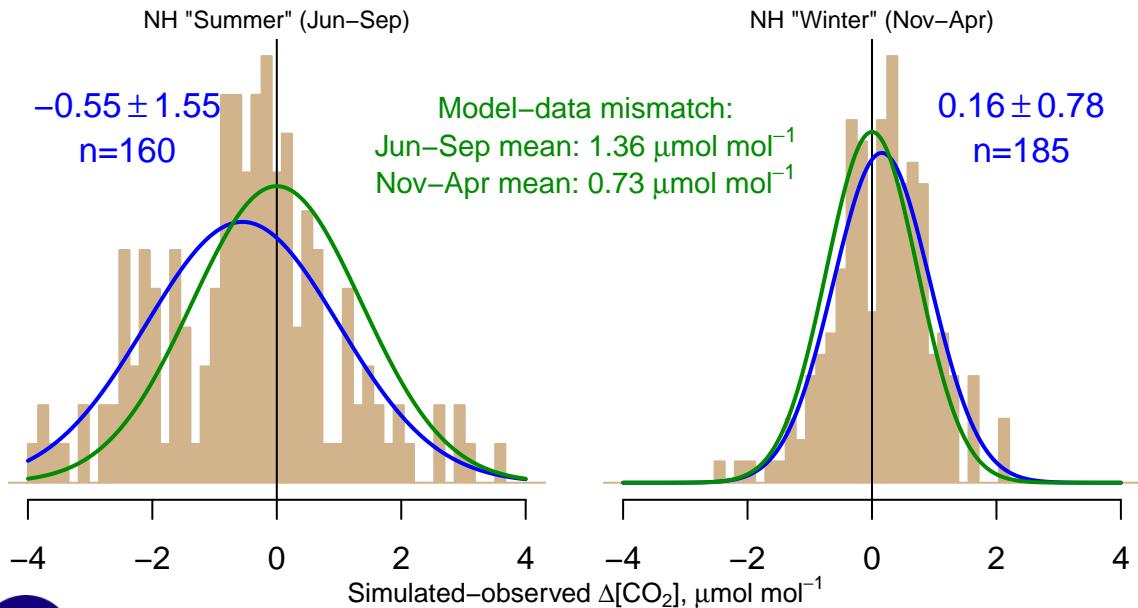 NH "Summer" (Jun−Sep)
−0.55 ± 1.55
n=160
Model−data mismatch:
Jun−Sep mean: 1.36 μmol mol⁻¹
Nov−Apr mean: 0.73 μmol mol⁻¹
NH "Winter" (Nov−Apr)
0.16 ± 0.78
n=185
−4 −2 0 2 4
−4 −2 0 2 4
Simulated−observed Δ[CO₂], μmol mol⁻¹